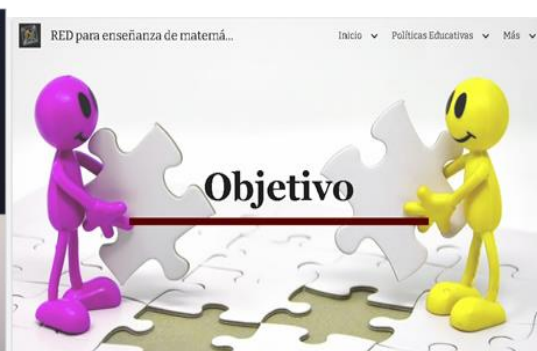 RED para enseñanza de matemá...
Inicio
Políticas Educativas
Más
Objetivo